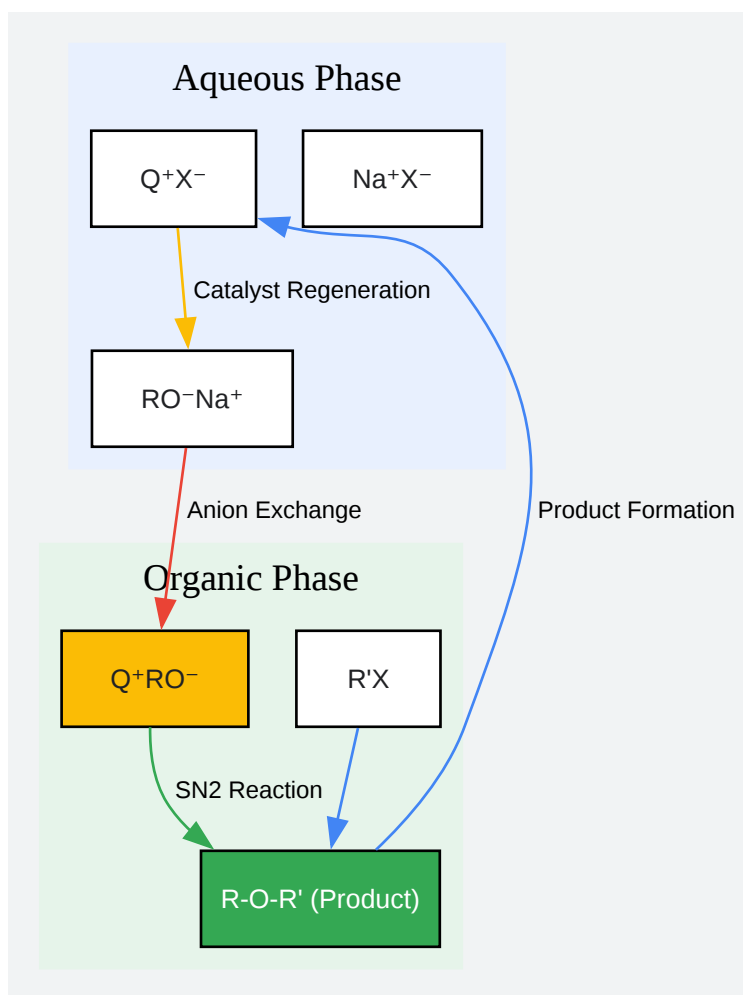 Aqueous Phase
Q⁺X⁻
Na⁺X⁻
Catalyst Regeneration
RO⁻Na⁺
Anion Exchange
Product Formation
Organic Phase
Q⁺RO⁻
R'X
SN2 Reaction
R-O-R' (Product)